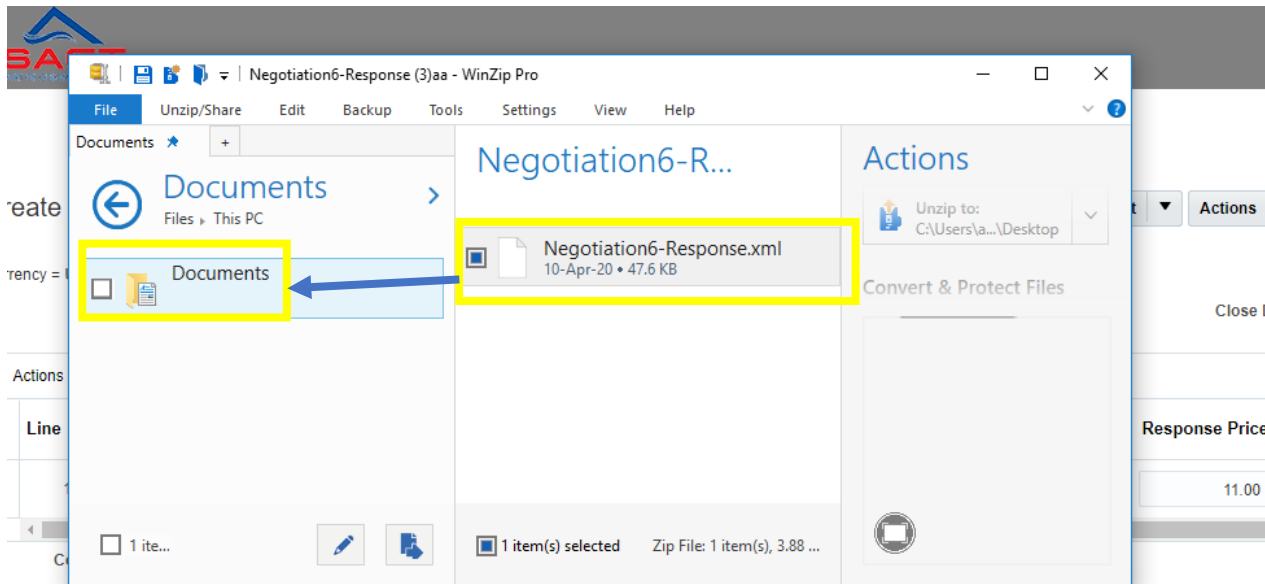 SACT
Negotiation6-Response (3)aa - WinZip Pro
File Unzip/Share Edit Backup Tools Settings View Help
Documents +
Documents
Files ▸ This PC
Documents
1 ite...
Negotiation6-R...
Negotiation6-Response.xml
10-Apr-20 • 47.6 KB
1 item(s) selected Zip File: 1 item(s), 3.88 ...
Actions
Unzip to:
C:\Users\a...\Desktop
Convert & Protect Files
reate
t Actions
rrency =
Close
Actions
Line Response Price
11.00